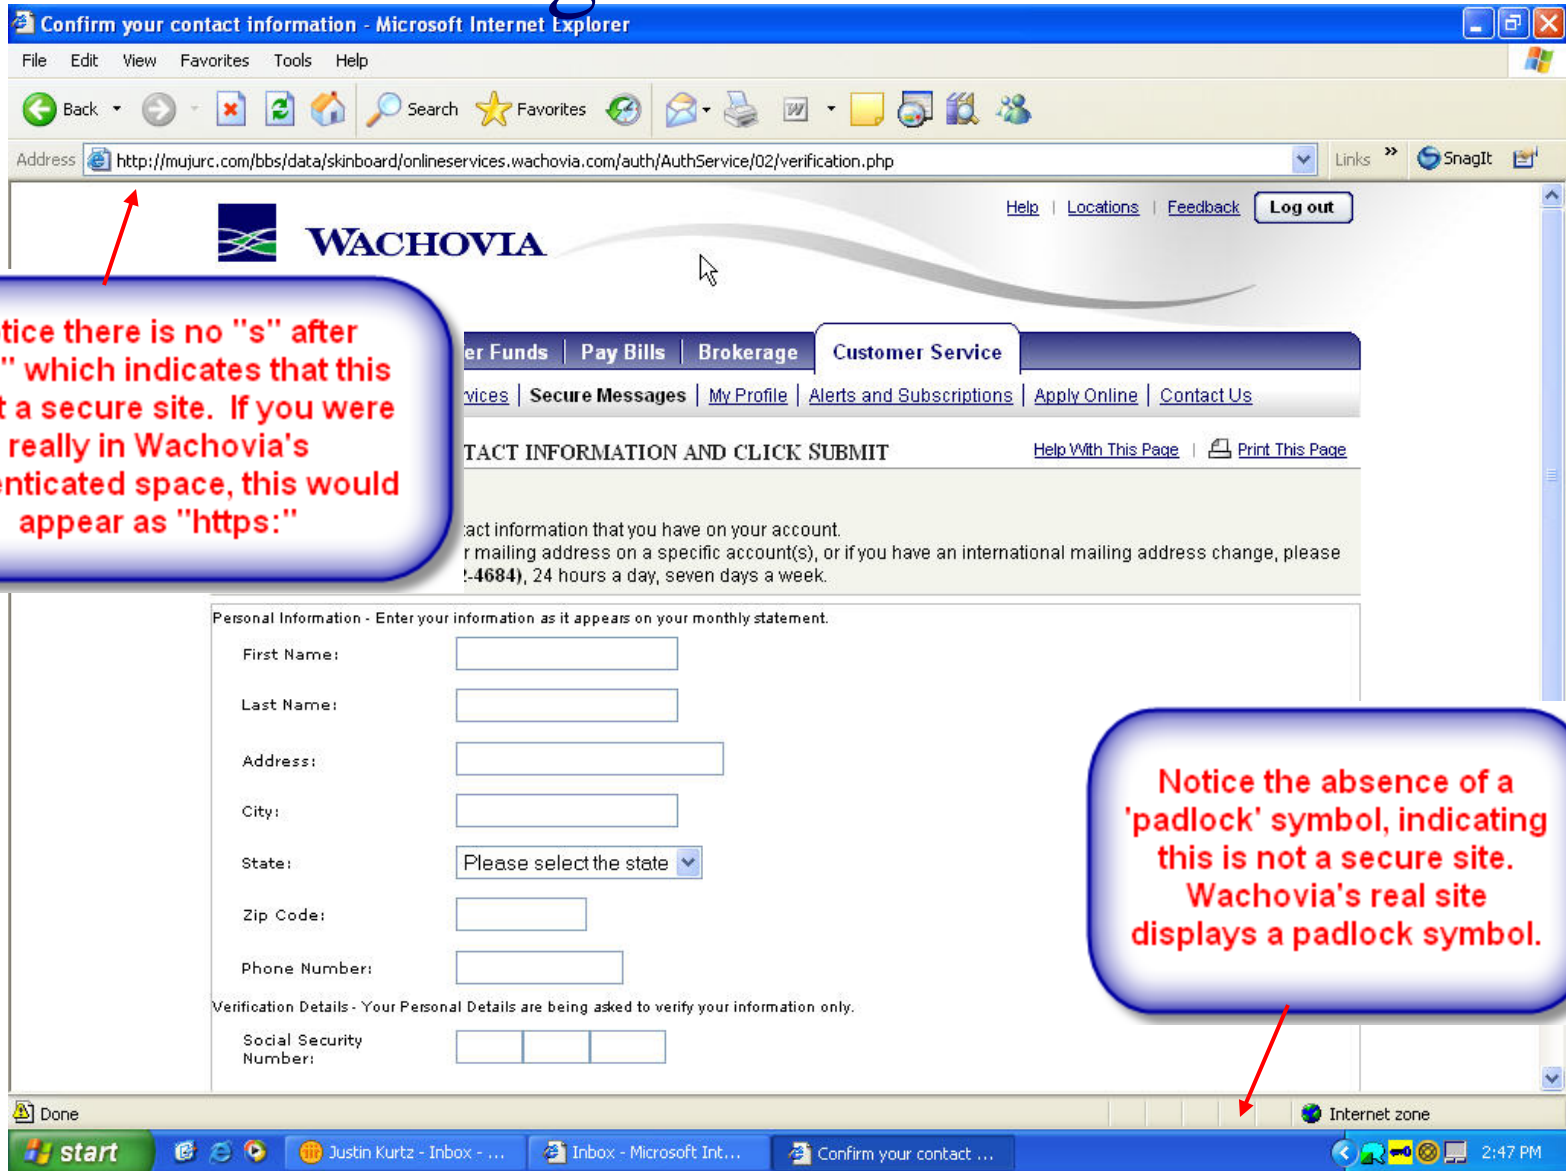 Confirm your contact information - Microsoft Internet Explorer
File Edit View Favorites Tools Help
Back Search Favorites
Address http://mujurc.com/bbs/data/skinboard/onlineservices.wachovia.com/auth/AuthService/02/verification.php Links » SnagIt
Help | Locations | Feedback Log out
WACHOVIA
tice there is no "s" after
" which indicates that this
t a secure site. If you were
really in Wachovia's
enticated space, this would
appear as "https:"
er Funds | Pay Bills | Brokerage Customer Service
vices | Secure Messages | My Profile | Alerts and Subscriptions | Apply Online | Contact Us
TACT INFORMATION AND CLICK SUBMIT Help With This Page | Print This Page
tact information that you have on your account.
r mailing address on a specific account(s), or if you have an international mailing address change, please
2-4684), 24 hours a day, seven days a week.
Personal Information - Enter your information as it appears on your monthly statement.
First Name:
Last Name:
Address:
City:
State: Please select the state
Zip Code:
Phone Number:
Notice the absence of a
'padlock' symbol, indicating
this is not a secure site.
Wachovia's real site
displays a padlock symbol.
Verification Details - Your Personal Details are being asked to verify your information only.
Social Security
Number:
Done Internet zone
start Justin Kurtz - Inbox - ... Inbox - Microsoft Int... Confirm your contact ... 2:47 PM